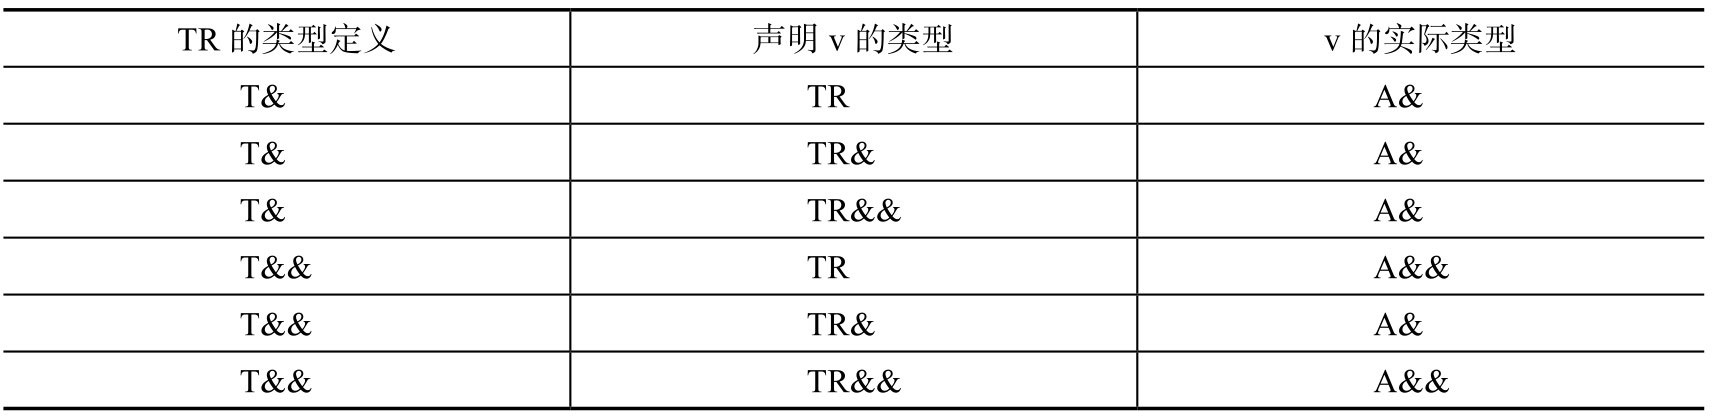 TR 的类型定义 声明 v 的类型 v 的实际类型
T& TR A&
T& TR& A&
T& TR&& A&
T&& TR A&&
T&& TR& A&
T&& TR&& A&&